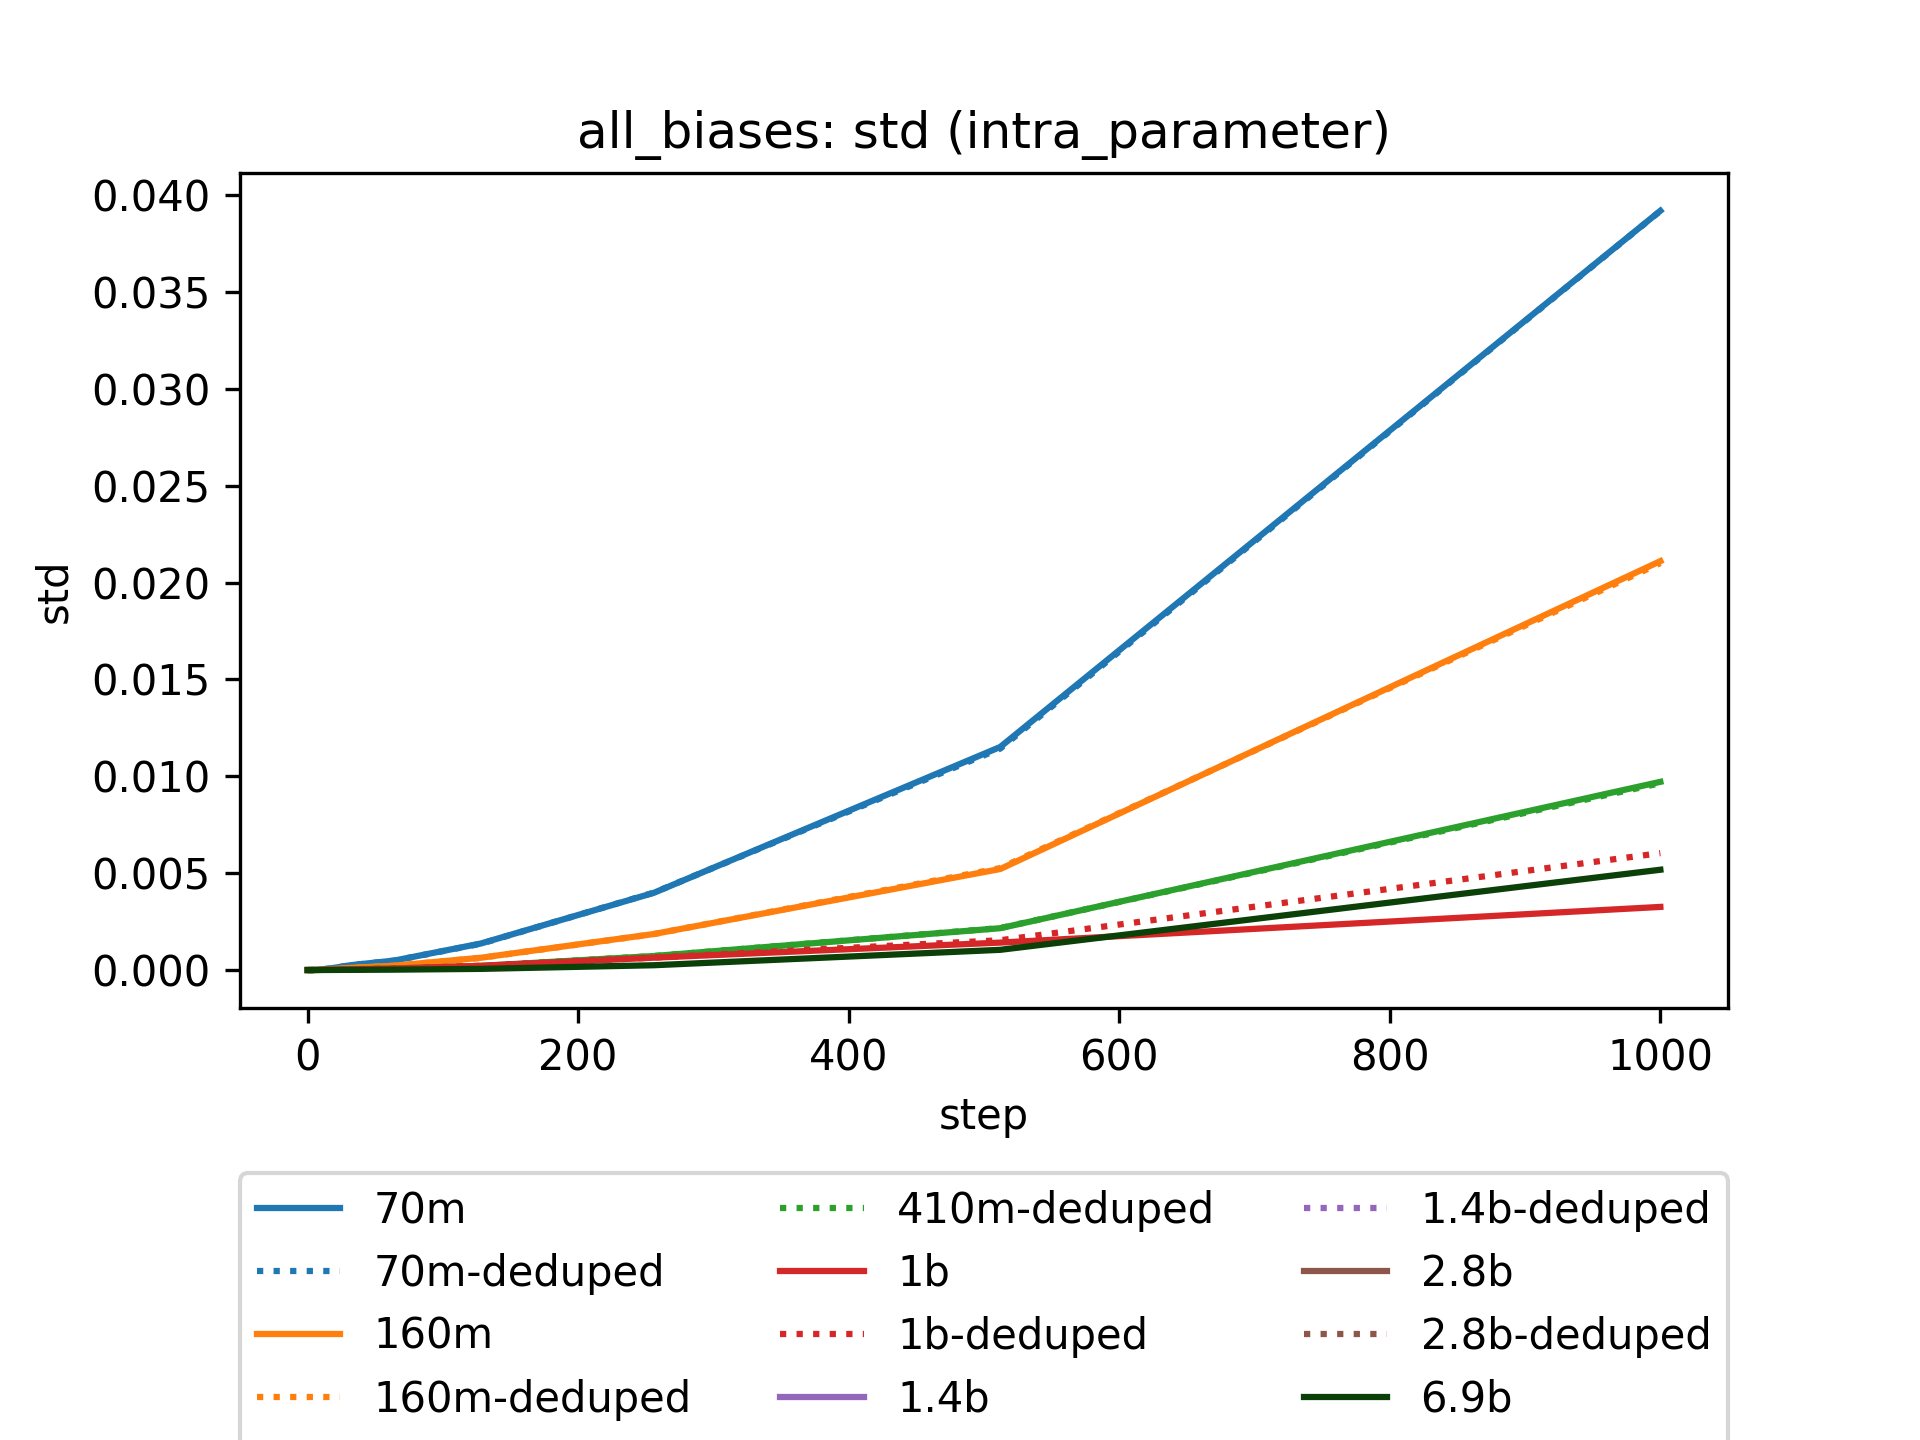 all_biases: std (intra_parameter)
0.040
0.035
0.030
0.025
0.020
0.015
0.010
0.005
0.000
std
0 200 400 600 800 1000
step
70m 410m-deduped 1.4b-deduped
70m-deduped 1b 2.8b
160m 1b-deduped 2.8b-deduped
160m-deduped 1.4b 6.9b